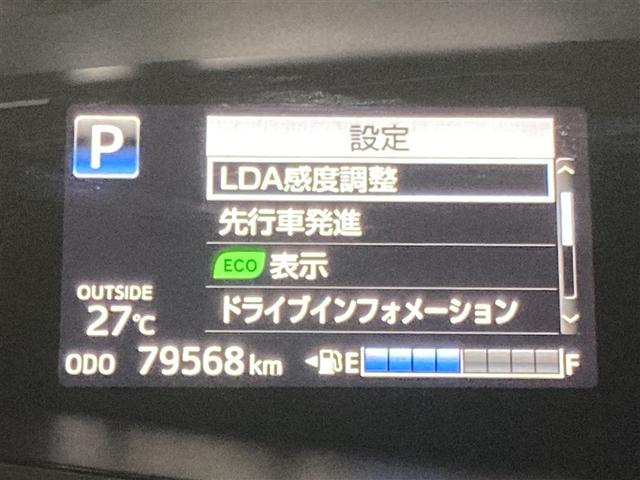 P
設定
LDA感度調整
先行車発進
ECO 表示
ドライブインフォメーション
OUTSIDE
27℃
ODO 79568 km
E F